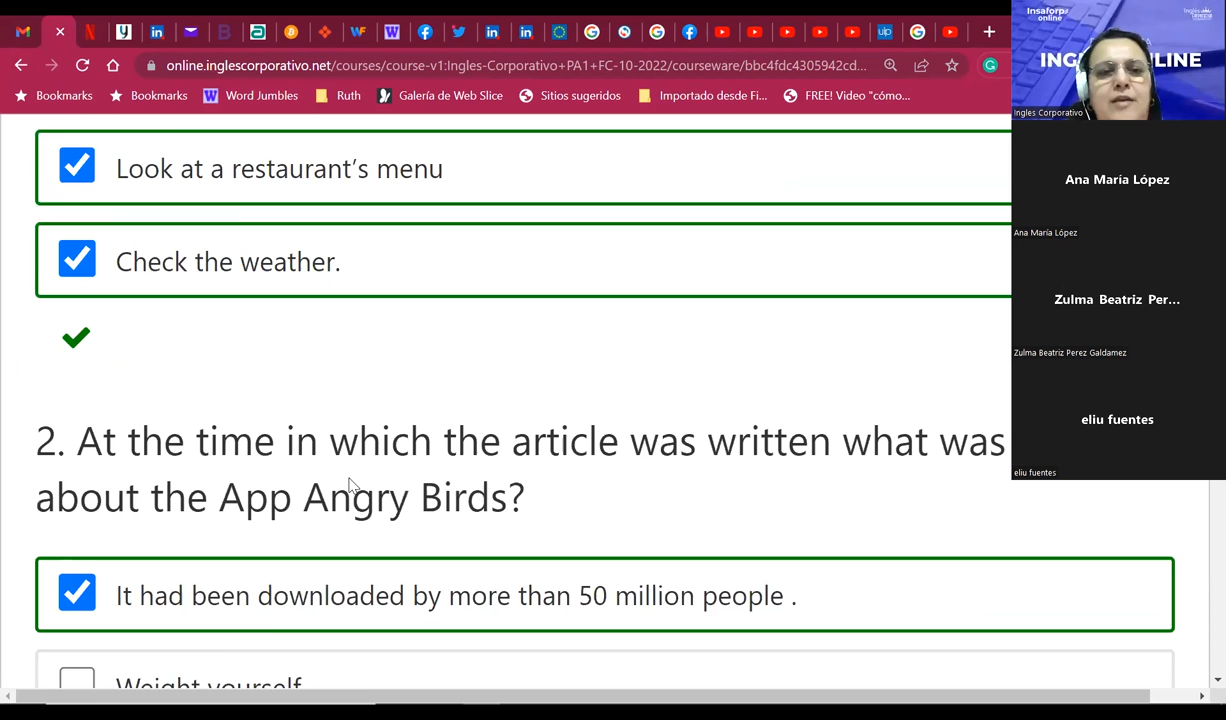 online.inglescorporativo.net/courses/course-v1:Ingles-Corporativo+PA1+FC-10-2022/courseware/bbc4fdc4305942cd...
Bookmarks Bookmarks Word Jumbles Ruth Galería de Web Slice Sitios sugeridos Importado desde Fi... FREE! Video "cómo...
Look at a restaurant's menu
Check the weather.
2. At the time in which the article was written what was
about the App Angry Birds?
It had been downloaded by more than 50 million people .
Weight yourself
Insaforp
online
Ingles Corporativo
Ana María López
Ana María López
Zulma Beatriz Per...
Zulma Beatriz Perez Galdamez
eliu fuentes
eliu fuentes